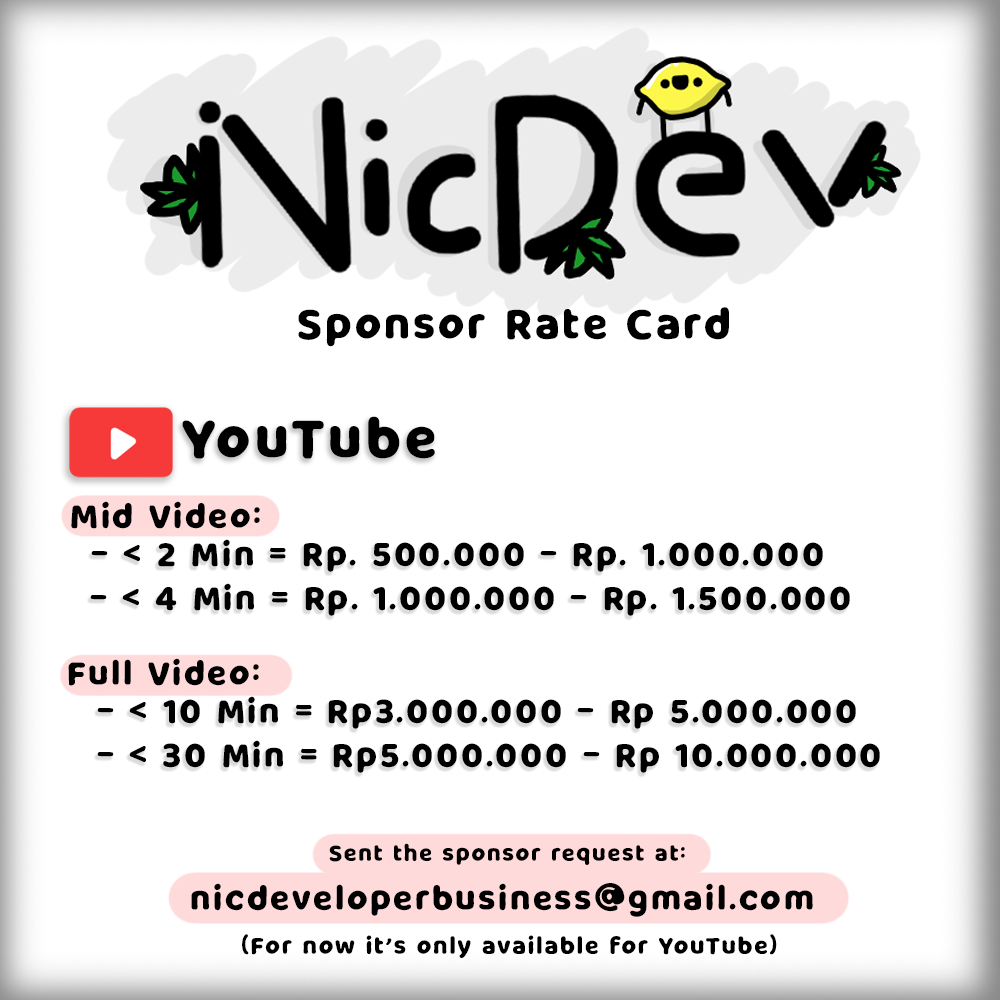 iNicDev
Sponsor Rate Card
YouTube
Mid Video:
- < 2 Min = Rp. 500.000 - Rp. 1.000.000
- < 4 Min = Rp. 1.000.000 - Rp. 1.500.000
Full Video:
- < 10 Min = Rp3.000.000 - Rp 5.000.000
- < 30 Min = Rp5.000.000 - Rp 10.000.000
Sent the sponsor request at:
nicdeveloperbusiness@gmail.com
(For now it's only available for YouTube)